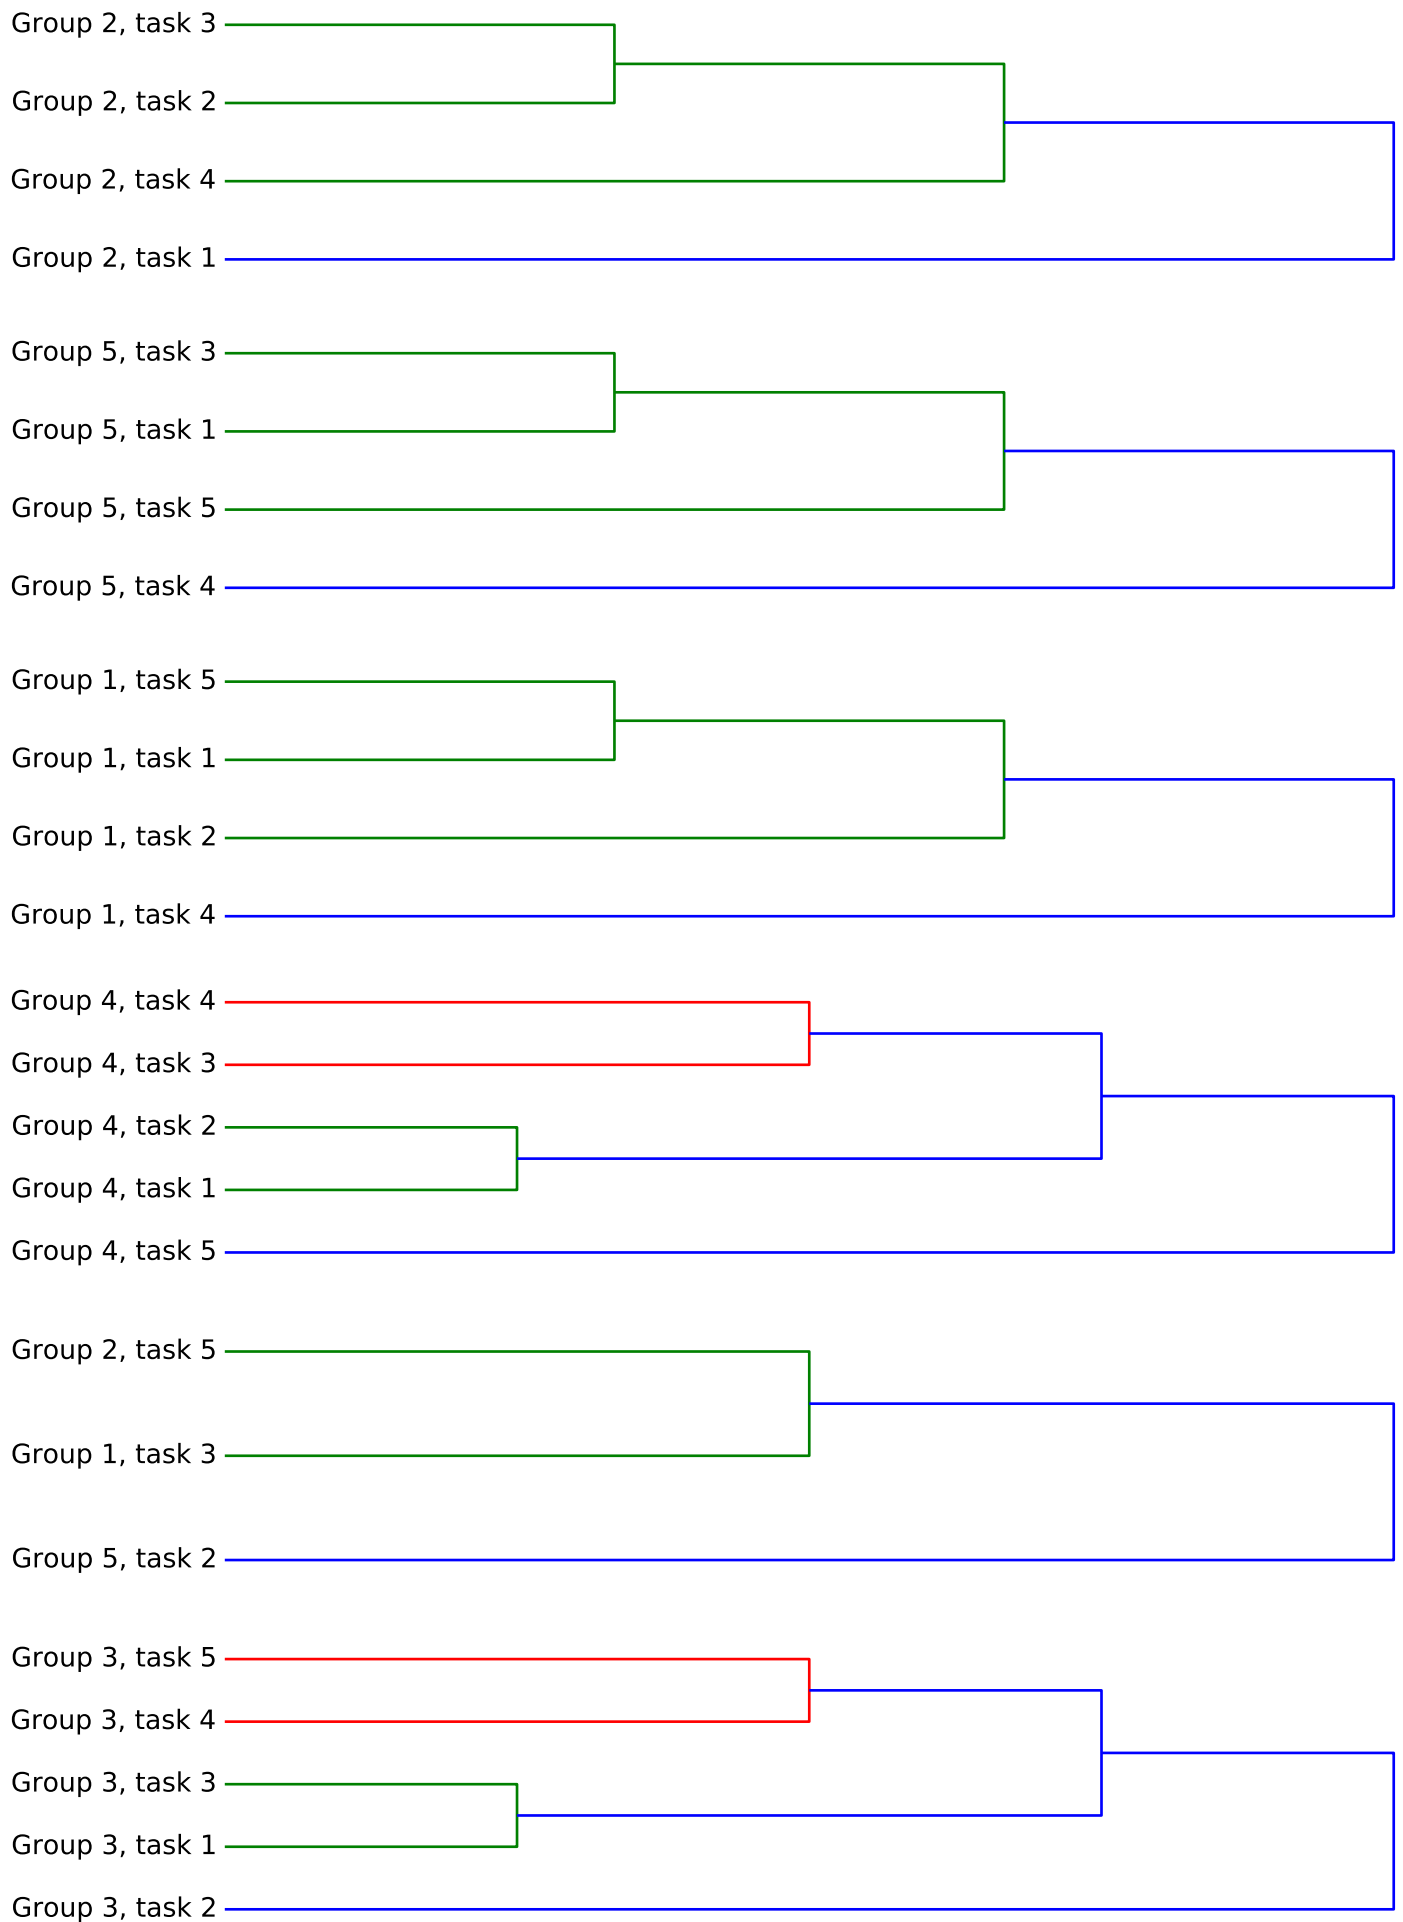 Group 2, task 3
Group 2, task 2
Group 2, task 4
Group 2, task 1
Group 5, task 3
Group 5, task 1
Group 5, task 5
Group 5, task 4
Group 1, task 5
Group 1, task 1
Group 1, task 2
Group 1, task 4
Group 4, task 4
Group 4, task 3
Group 4, task 2
Group 4, task 1
Group 4, task 5
Group 2, task 5
Group 1, task 3
Group 5, task 2
Group 3, task 5
Group 3, task 4
Group 3, task 3
Group 3, task 1
Group 3, task 2